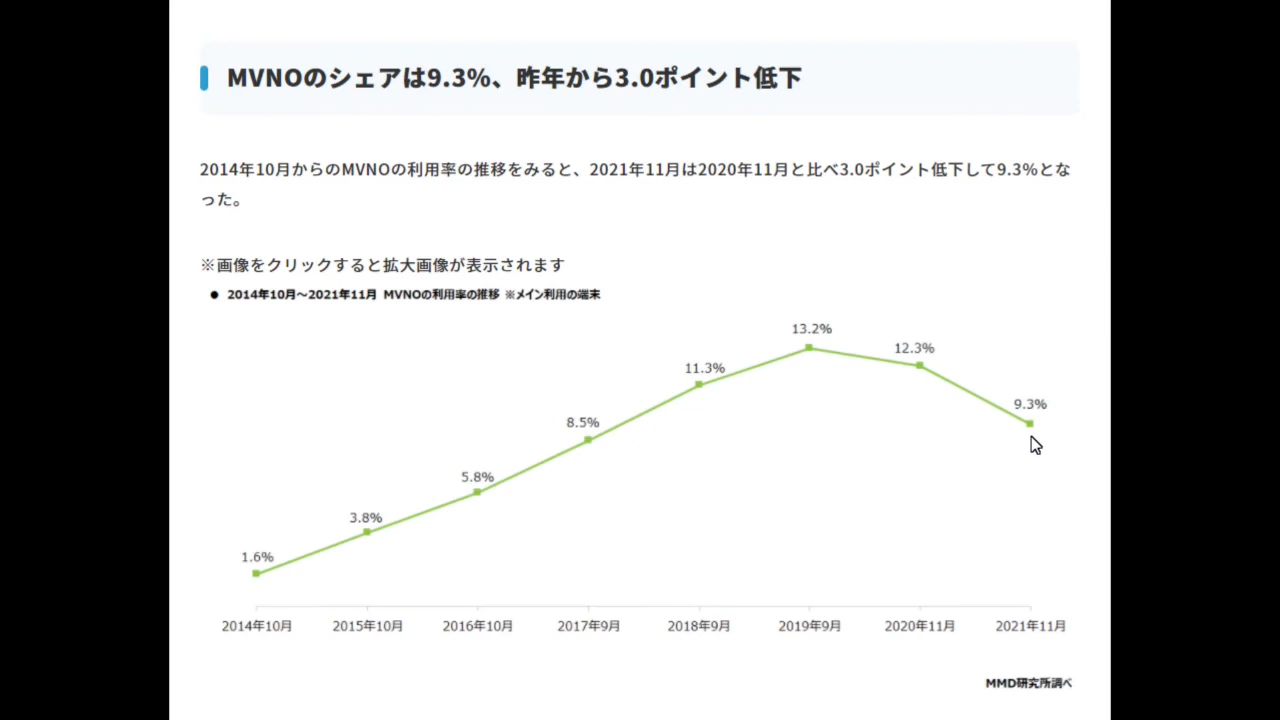 MVNOのシェアは9.3%、昨年から3.0ポイント低下
2014年10月からのMVNOの利用率の推移をみると、2021年11月は2020年11月と比べ3.0ポイント低下して9.3%とな
った。
※画像をクリックすると拡大画像が表示されます
● 2014年10月～2021年11月 MVNOの利用率の推移 ※メイン利用の端末
13.2%
12.3%
11.3%
9.3%
8.5%
5.8%
3.8%
1.6%
2014年10月 2015年10月 2016年10月 2017年9月 2018年9月 2019年9月 2020年11月 2021年11月
MMD研究所調べ